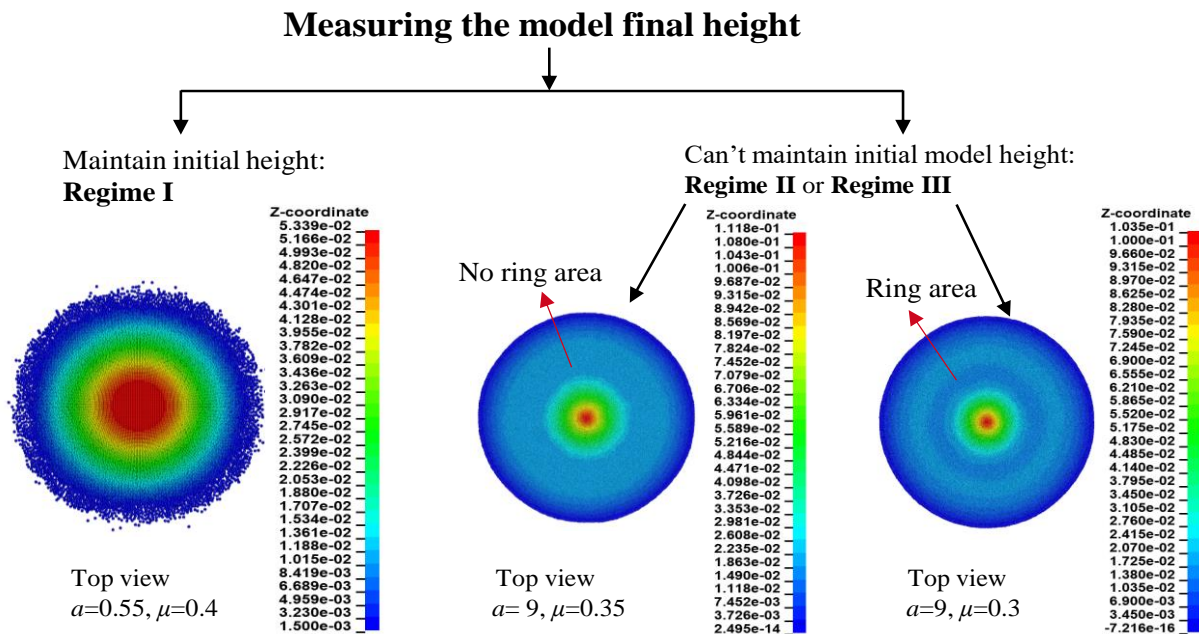 Measuring the model final height
Maintain initial height:
Regime I
Can't maintain initial model height:
Regime II or Regime III
Z-coordinate
5.339e-02
5.166e-02
4.993e-02
4.820e-02
4.647e-02
4.474e-02
4.301e-02
4.128e-02
3.955e-02
3.782e-02
3.609e-02
3.436e-02
3.263e-02
3.090e-02
2.917e-02
2.745e-02
2.572e-02
2.399e-02
2.226e-02
2.053e-02
1.880e-02
1.707e-02
1.534e-02
1.361e-02
1.188e-02
1.015e-02
8.419e-03
6.689e-03
4.959e-03
3.230e-03
1.500e-03
Top view
a=0.55, μ=0.4
No ring area
Z-coordinate
1.118e-01
1.080e-01
1.043e-01
1.006e-01
9.687e-02
9.315e-02
8.942e-02
8.569e-02
8.197e-02
7.824e-02
7.452e-02
7.079e-02
6.706e-02
6.334e-02
5.961e-02
5.589e-02
5.216e-02
4.844e-02
4.471e-02
4.098e-02
3.726e-02
3.353e-02
2.981e-02
2.608e-02
2.235e-02
1.863e-02
1.490e-02
1.118e-02
7.452e-03
3.726e-03
2.495e-14
Top view
a= 9, μ=0.35
Ring area
Z-coordinate
1.035e-01
1.000e-01
9.660e-02
9.315e-02
8.970e-02
8.625e-02
8.280e-02
7.935e-02
7.590e-02
7.245e-02
6.900e-02
6.555e-02
6.210e-02
5.865e-02
5.520e-02
5.175e-02
4.830e-02
4.485e-02
4.140e-02
3.795e-02
3.450e-02
3.105e-02
2.760e-02
2.415e-02
2.070e-02
1.725e-02
1.380e-02
1.035e-02
6.900e-03
3.450e-03
-7.216e-16
Top view
a=9, μ=0.3